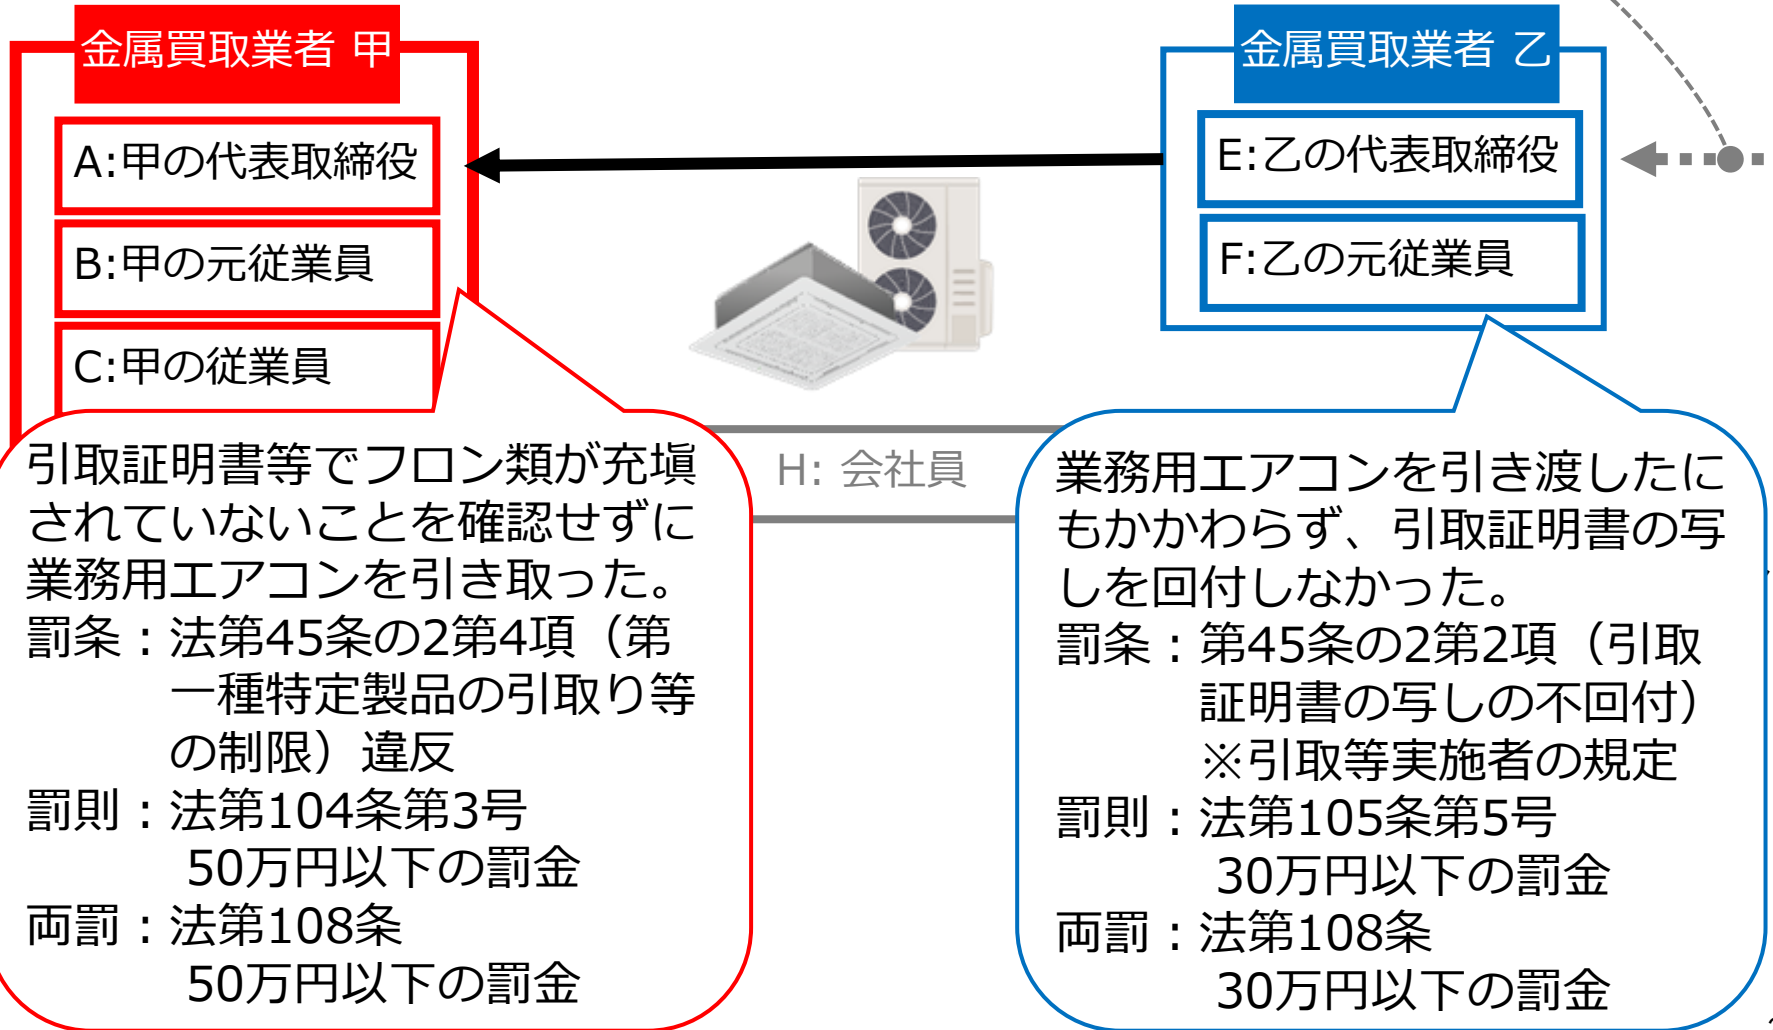 金属買取業者 甲
A:甲の代表取締役
B:甲の元従業員
C:甲の従業員
金属買取業者 乙
E:乙の代表取締役
F:乙の元従業員
H: 会社員
引取証明書等でフロン類が充塡
されていないことを確認せずに
業務用エアコンを引き取った。
罰条：法第45条の2第4項（第
一種特定製品の引取り等
の制限）違反
罰則：法第104条第3号
50万円以下の罰金
両罰：法第108条
50万円以下の罰金
業務用エアコンを引き渡したに
もかかわらず、引取証明書の写
しを回付しなかった。
罰条：第45条の2第2項（引取
証明書の写しの不回付）
※引取等実施者の規定
罰則：法第105条第5号
30万円以下の罰金
両罰：法第108条
30万円以下の罰金